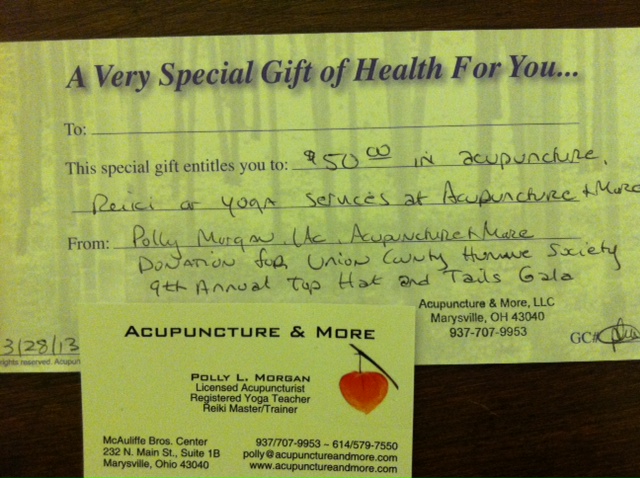 A Very Special Gift of Health For You...
To:
This special gift entitles you to: $50 00 in acupuncture,
Reiki or yoga services at Acupuncture & More
From: Polly Morgan, LAc, Acupuncture & More
Donation for Union County Humane Society
9th Annual Top Hat and Tails Gala
Acupuncture & More, LLC
Marysville, OH 43040
937-707-9953
GC#
3/28/13
rights reserved. Acupun
ACUPUNCTURE & MORE
POLLY L. MORGAN
Licensed Acupuncturist
Registered Yoga Teacher
Reiki Master/Trainer
McAuliffe Bros. Center
232 N. Main St., Suite 1B
Marysville, Ohio 43040
937/707-9953 ~ 614/579-7550
polly@acupunctureandmore.com
www.acupunctureandmore.com